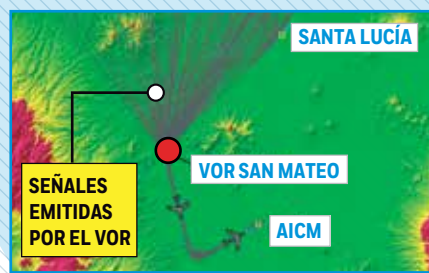 SANTA LUCÍA
VOR SAN MATEO
SEÑALES
EMITIDAS
POR EL VOR
AICM